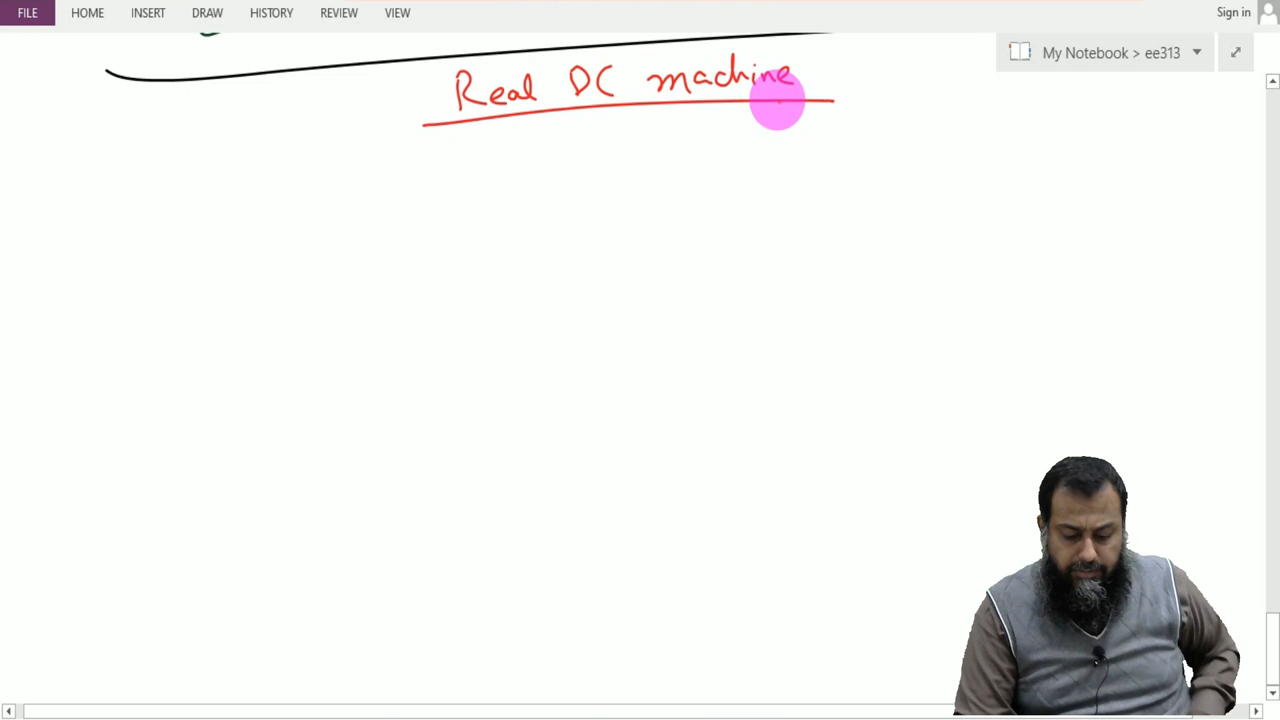 FILE HOME INSERT DRAW HISTORY REVIEW VIEW Sign in
My Notebook > ee313
Real DC machine